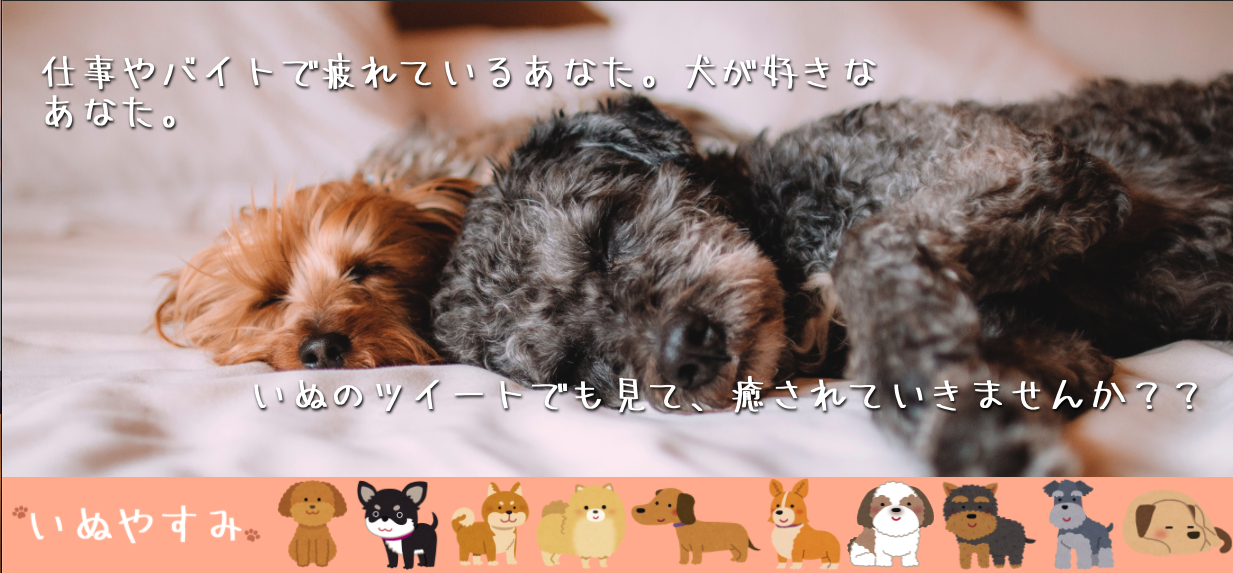 仕事やバイトで疲れているあなた。犬が好きな
あなた。
いぬのツイートでも見て、癒されていきませんか？？
いぬやすみ